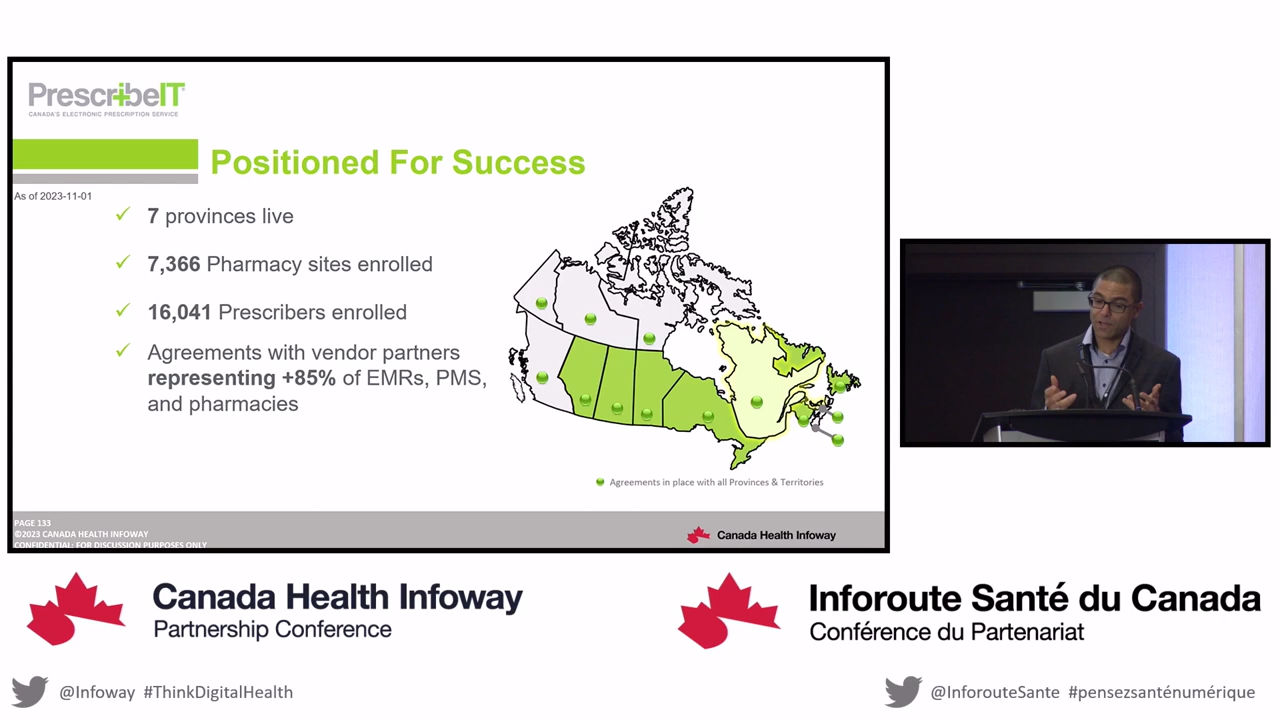 PrescribeIT
CANADA'S ELECTRONIC PRESCRIPTION SERVICE
Positioned For Success
As of 2023-11-01
7 provinces live
7,366 Pharmacy sites enrolled
16,041 Prescribers enrolled
Agreements with vendor partners
representing +85% of EMRs, PMS,
and pharmacies
Agreements in place with all Provinces & Territories
PAGE 133
©2023 CANADA HEALTH INFOWAY
CONFIDENTIAL: FOR DISCUSSION PURPOSES ONLY
Canada Health Infoway
Canada Health Infoway
Partnership Conference
Inforoute Santé du Canada
Conférence du Partenariat
@Infoway #ThinkDigitalHealth
@InforouteSante #pensezsanténumérique